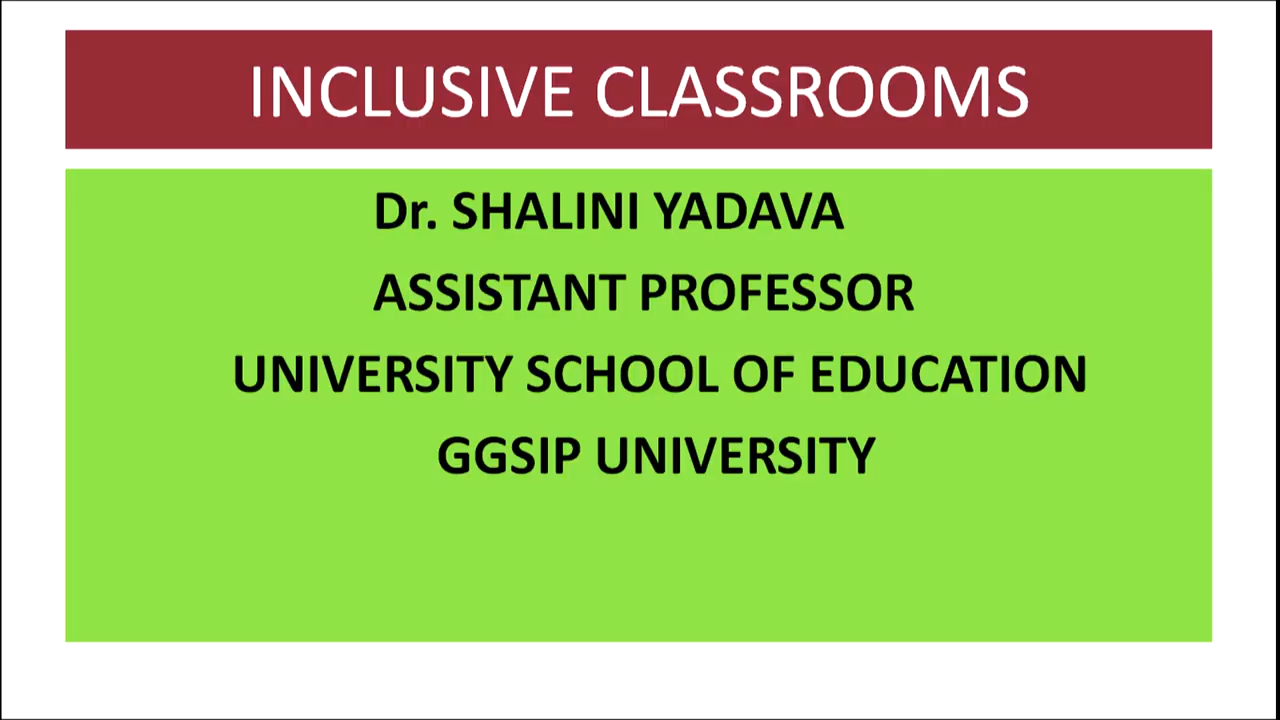 INCLUSIVE CLASSROOMS
Dr. SHALINI YADAVA
ASSISTANT PROFESSOR
UNIVERSITY SCHOOL OF EDUCATION
GGSIP UNIVERSITY